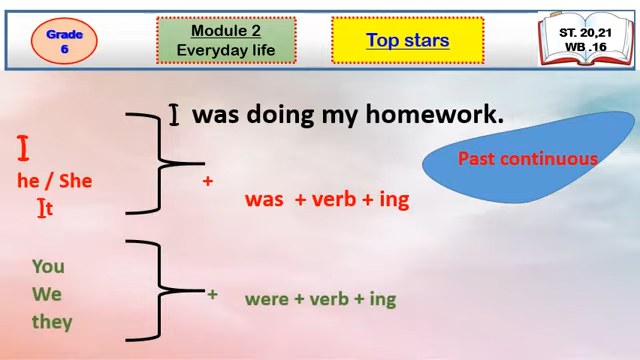 Grade
6
Module 2
Everyday life
Top stars
ST. 20,21
WB .16
I was doing my homework.
Past continuous
I
he / She
It
+
was + verb + ing
You
We
they
+
were + verb + ing